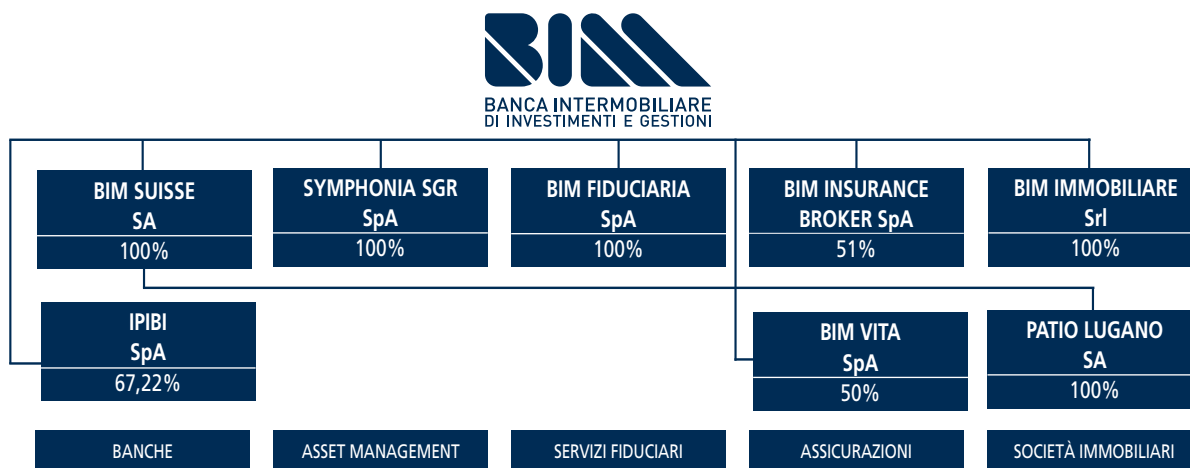 BIM
BANCA INTERMOBILIARE
DI INVESTIMENTI E GESTIONI
BIM SUISSE
SA
100%
SYMPHONIA SGR
SpA
100%
BIM FIDUCIARIA
SpA
100%
BIM INSURANCE
BROKER SpA
51%
BIM IMMOBILIARE
Srl
100%
IPIBI
SpA
67,22%
BIM VITA
SpA
50%
PATIO LUGANO
SA
100%
BANCHE
ASSET MANAGEMENT
SERVIZI FIDUCIARI
ASSICURAZIONI
SOCIETÀ IMMOBILIARI